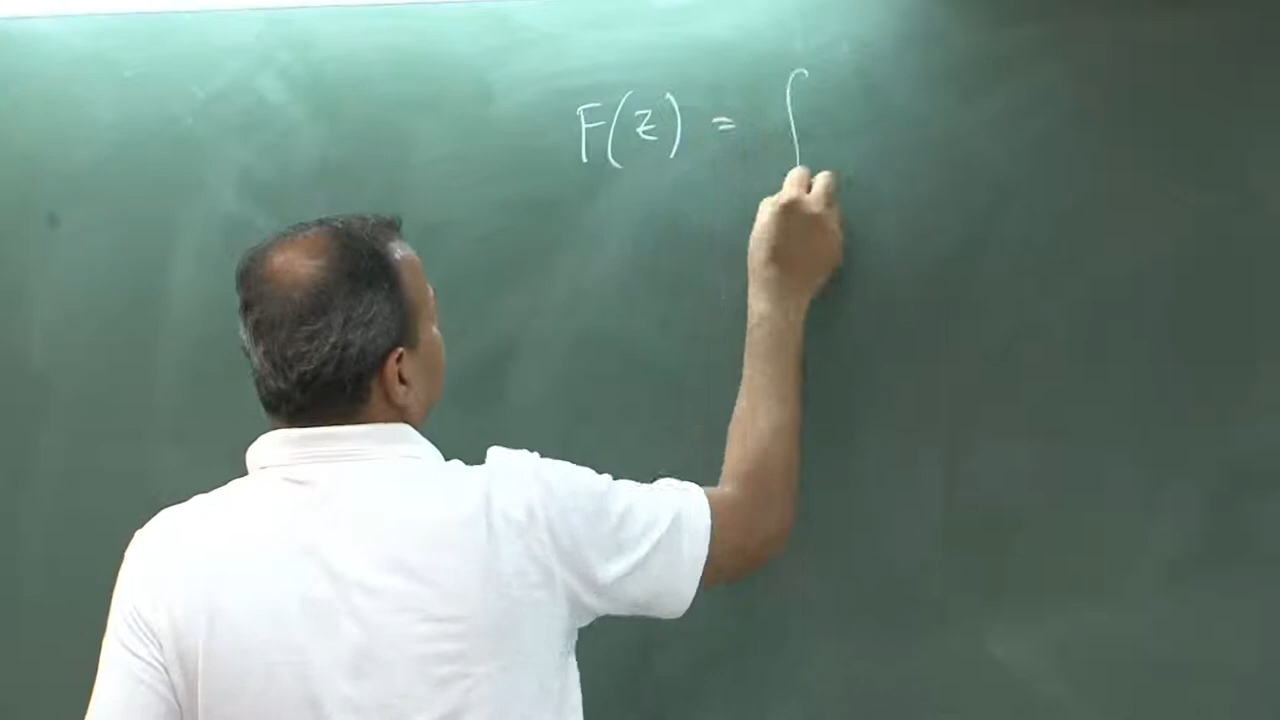 F(z) = ∫